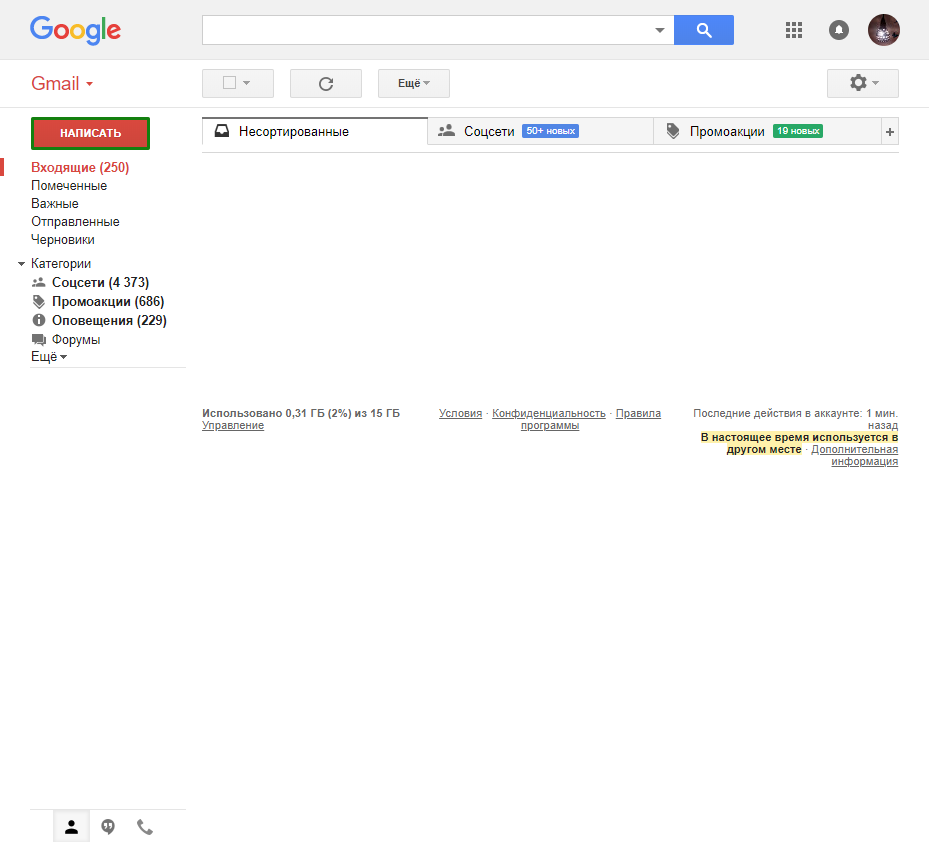 Google
Gmail
Ещё
НАПИСАТЬ
Несортированные
Соцсети 50+ новых
Промоакции 19 новых
+
Входящие (250)
Помеченные
Важные
Отправленные
Черновики
Категории
Соцсети (4 373)
Промоакции (686)
Оповещения (229)
Форумы
Ещё
Использовано 0,31 ГБ (2%) из 15 ГБ
Управление
Условия · Конфиденциальность · Правила
программы
Последние действия в аккаунте: 1 мин.
назад
В настоящее время используется в
другом месте · Дополнительная
информация